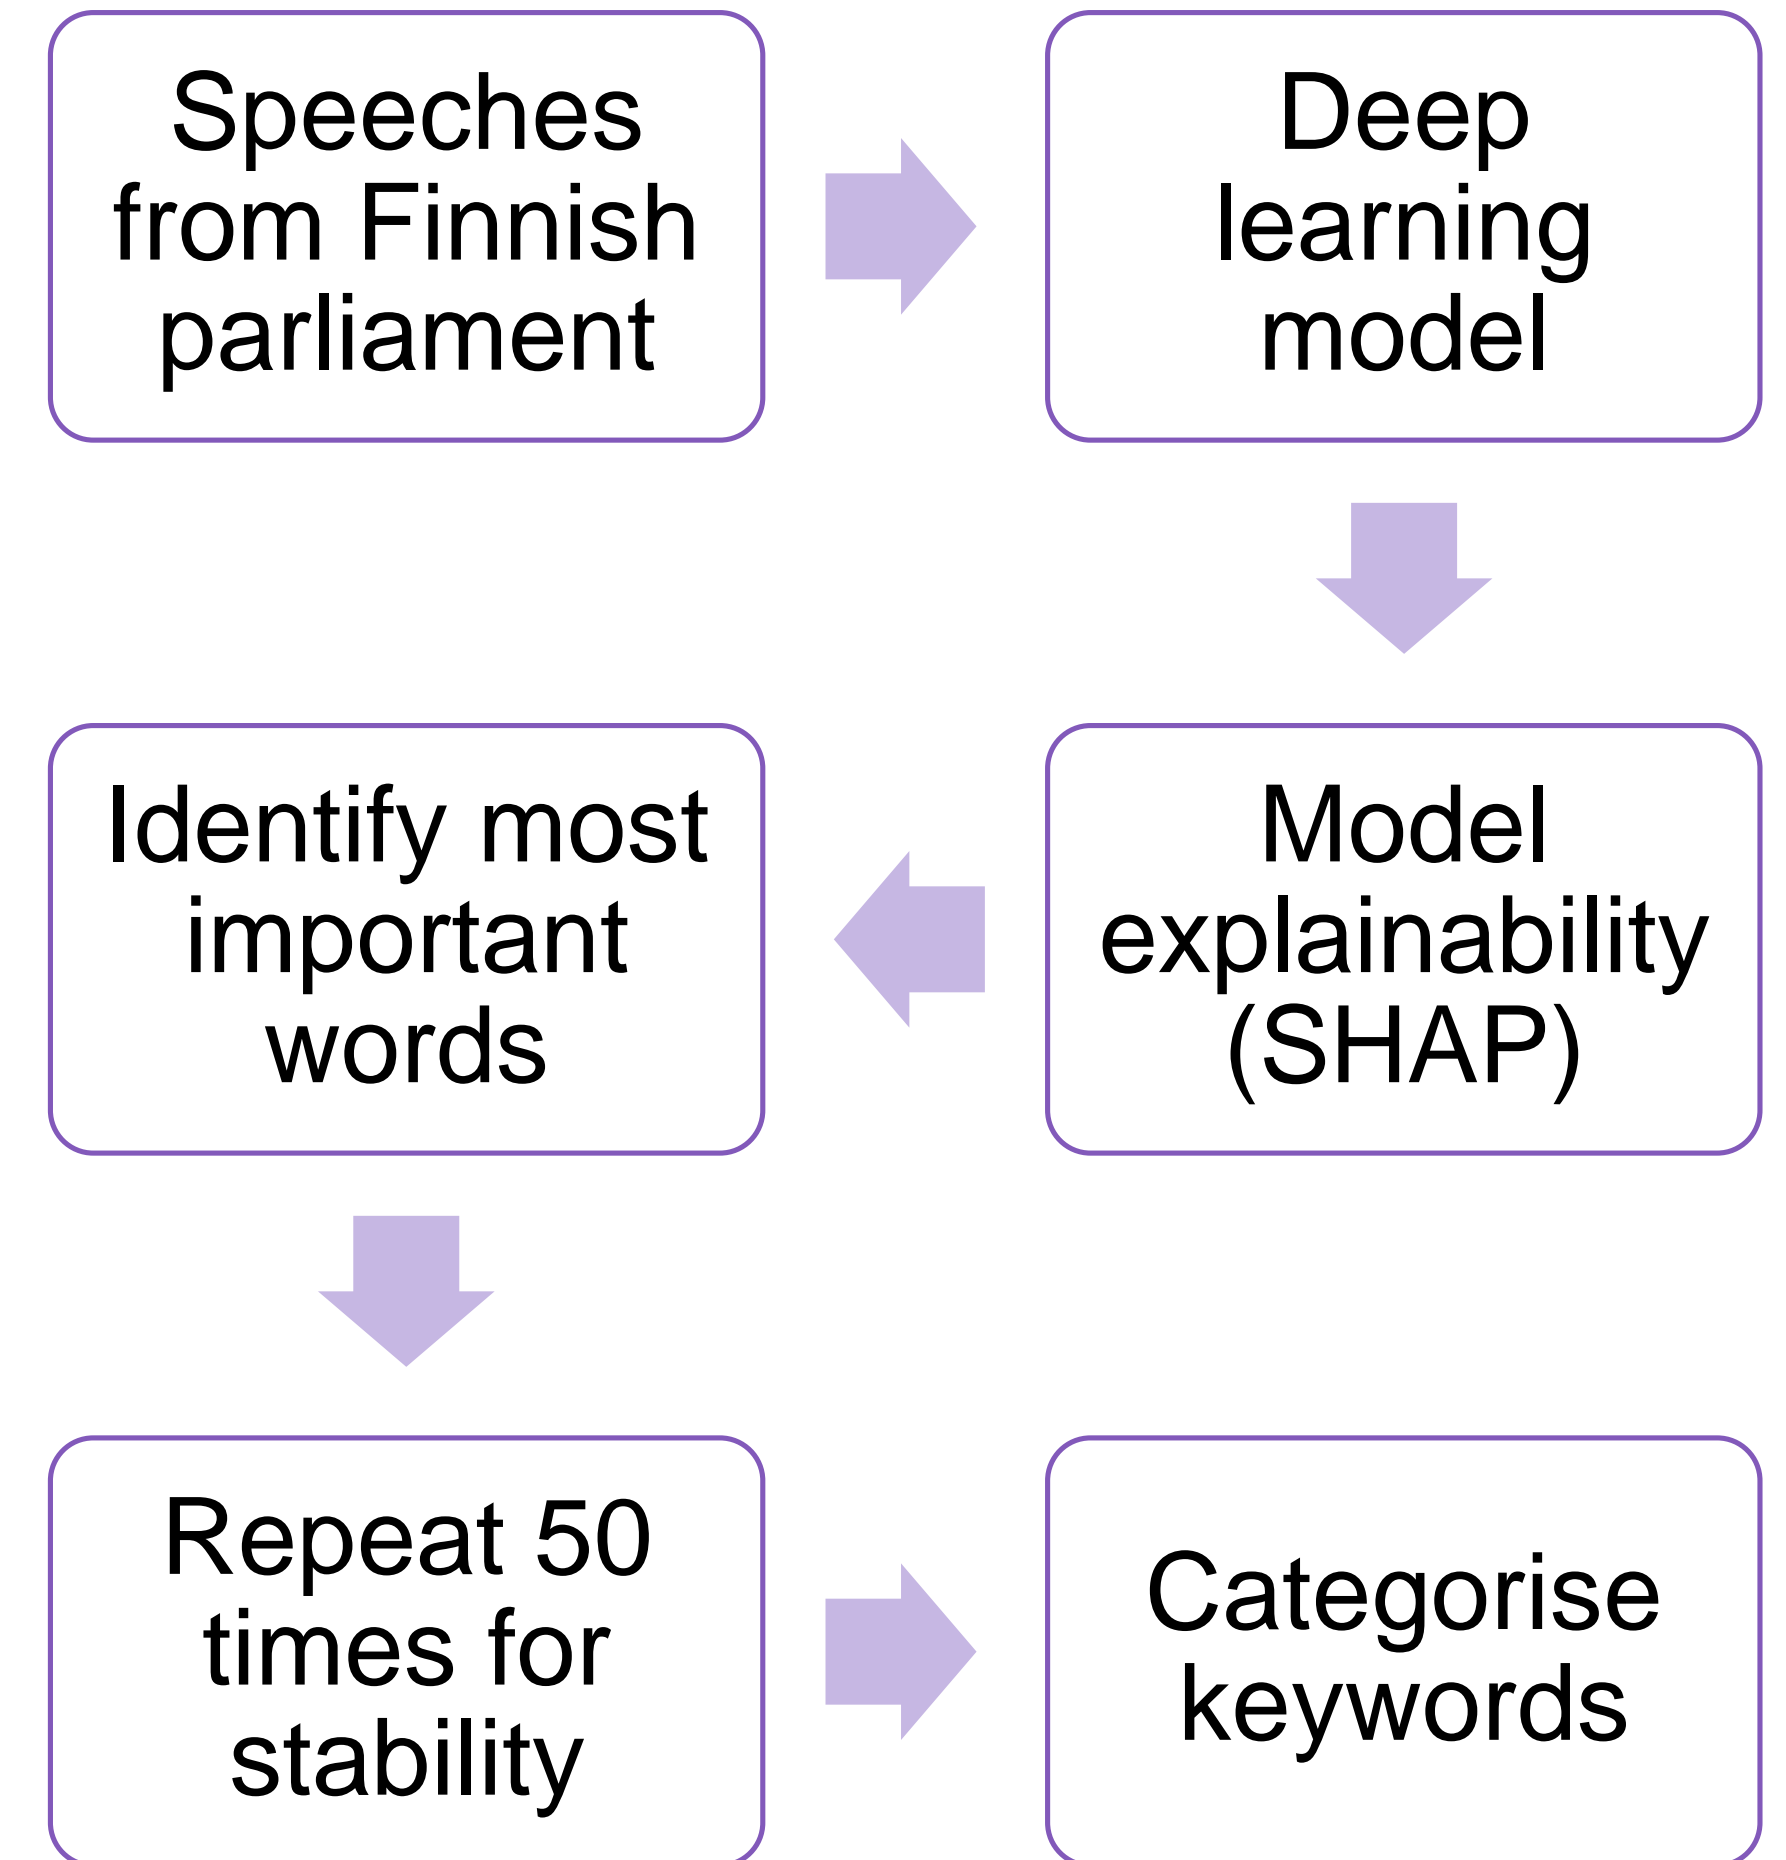 Speeches
from Finnish
parliament
Deep
learning
model
Model
explainability
(SHAP)
Identify most
important
words
Repeat 50
times for
stability
Categorise
keywords